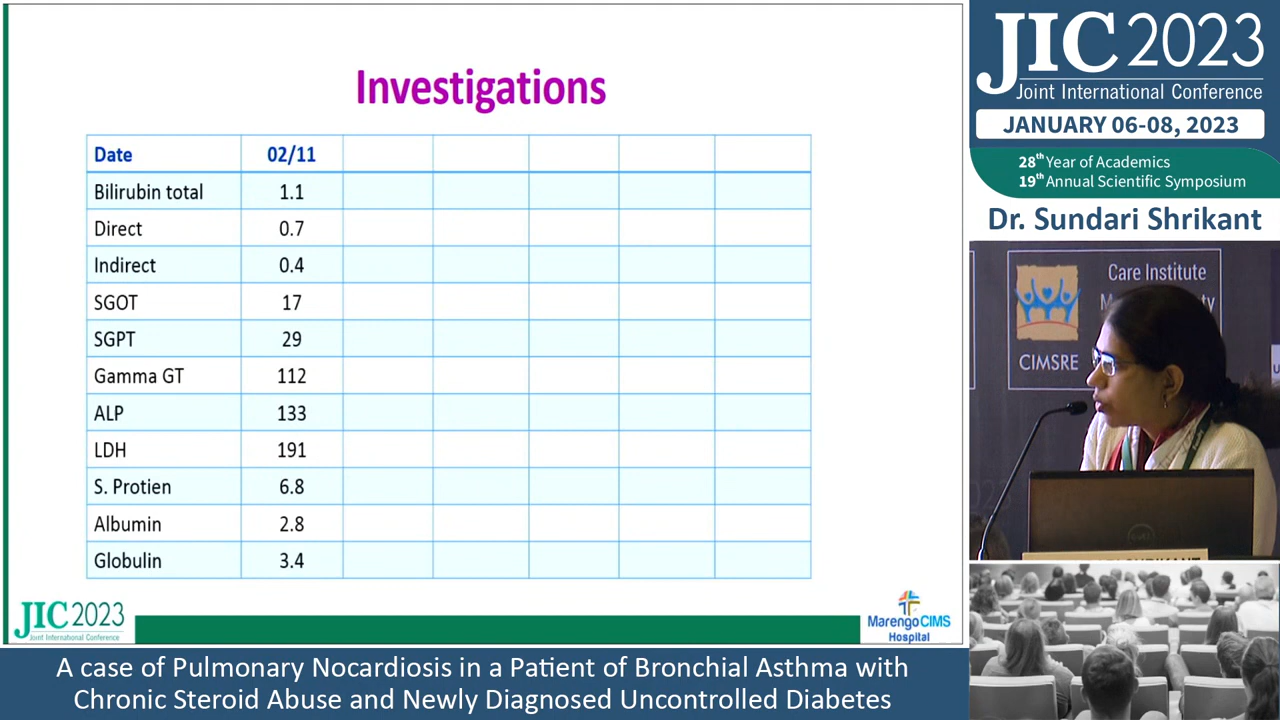 Investigations
Date 02/11
Bilirubin total 1.1
Direct 0.7
Indirect 0.4
SGOT 17
SGPT 29
Gamma GT 112
ALP 133
LDH 191
S. Protien 6.8
Albumin 2.8
Globulin 3.4
JIC 2023
Joint International Conference
MarengoCIMS
Hospital
A case of Pulmonary Nocardiosis in a Patient of Bronchial Asthma with
Chronic Steroid Abuse and Newly Diagnosed Uncontrolled Diabetes
JIC 2023
Joint International Conference
JANUARY 06-08, 2023
28th Year of Academics
19th Annual Scientific Symposium
Dr. Sundari Shrikant
Care Institute
CIMSRE